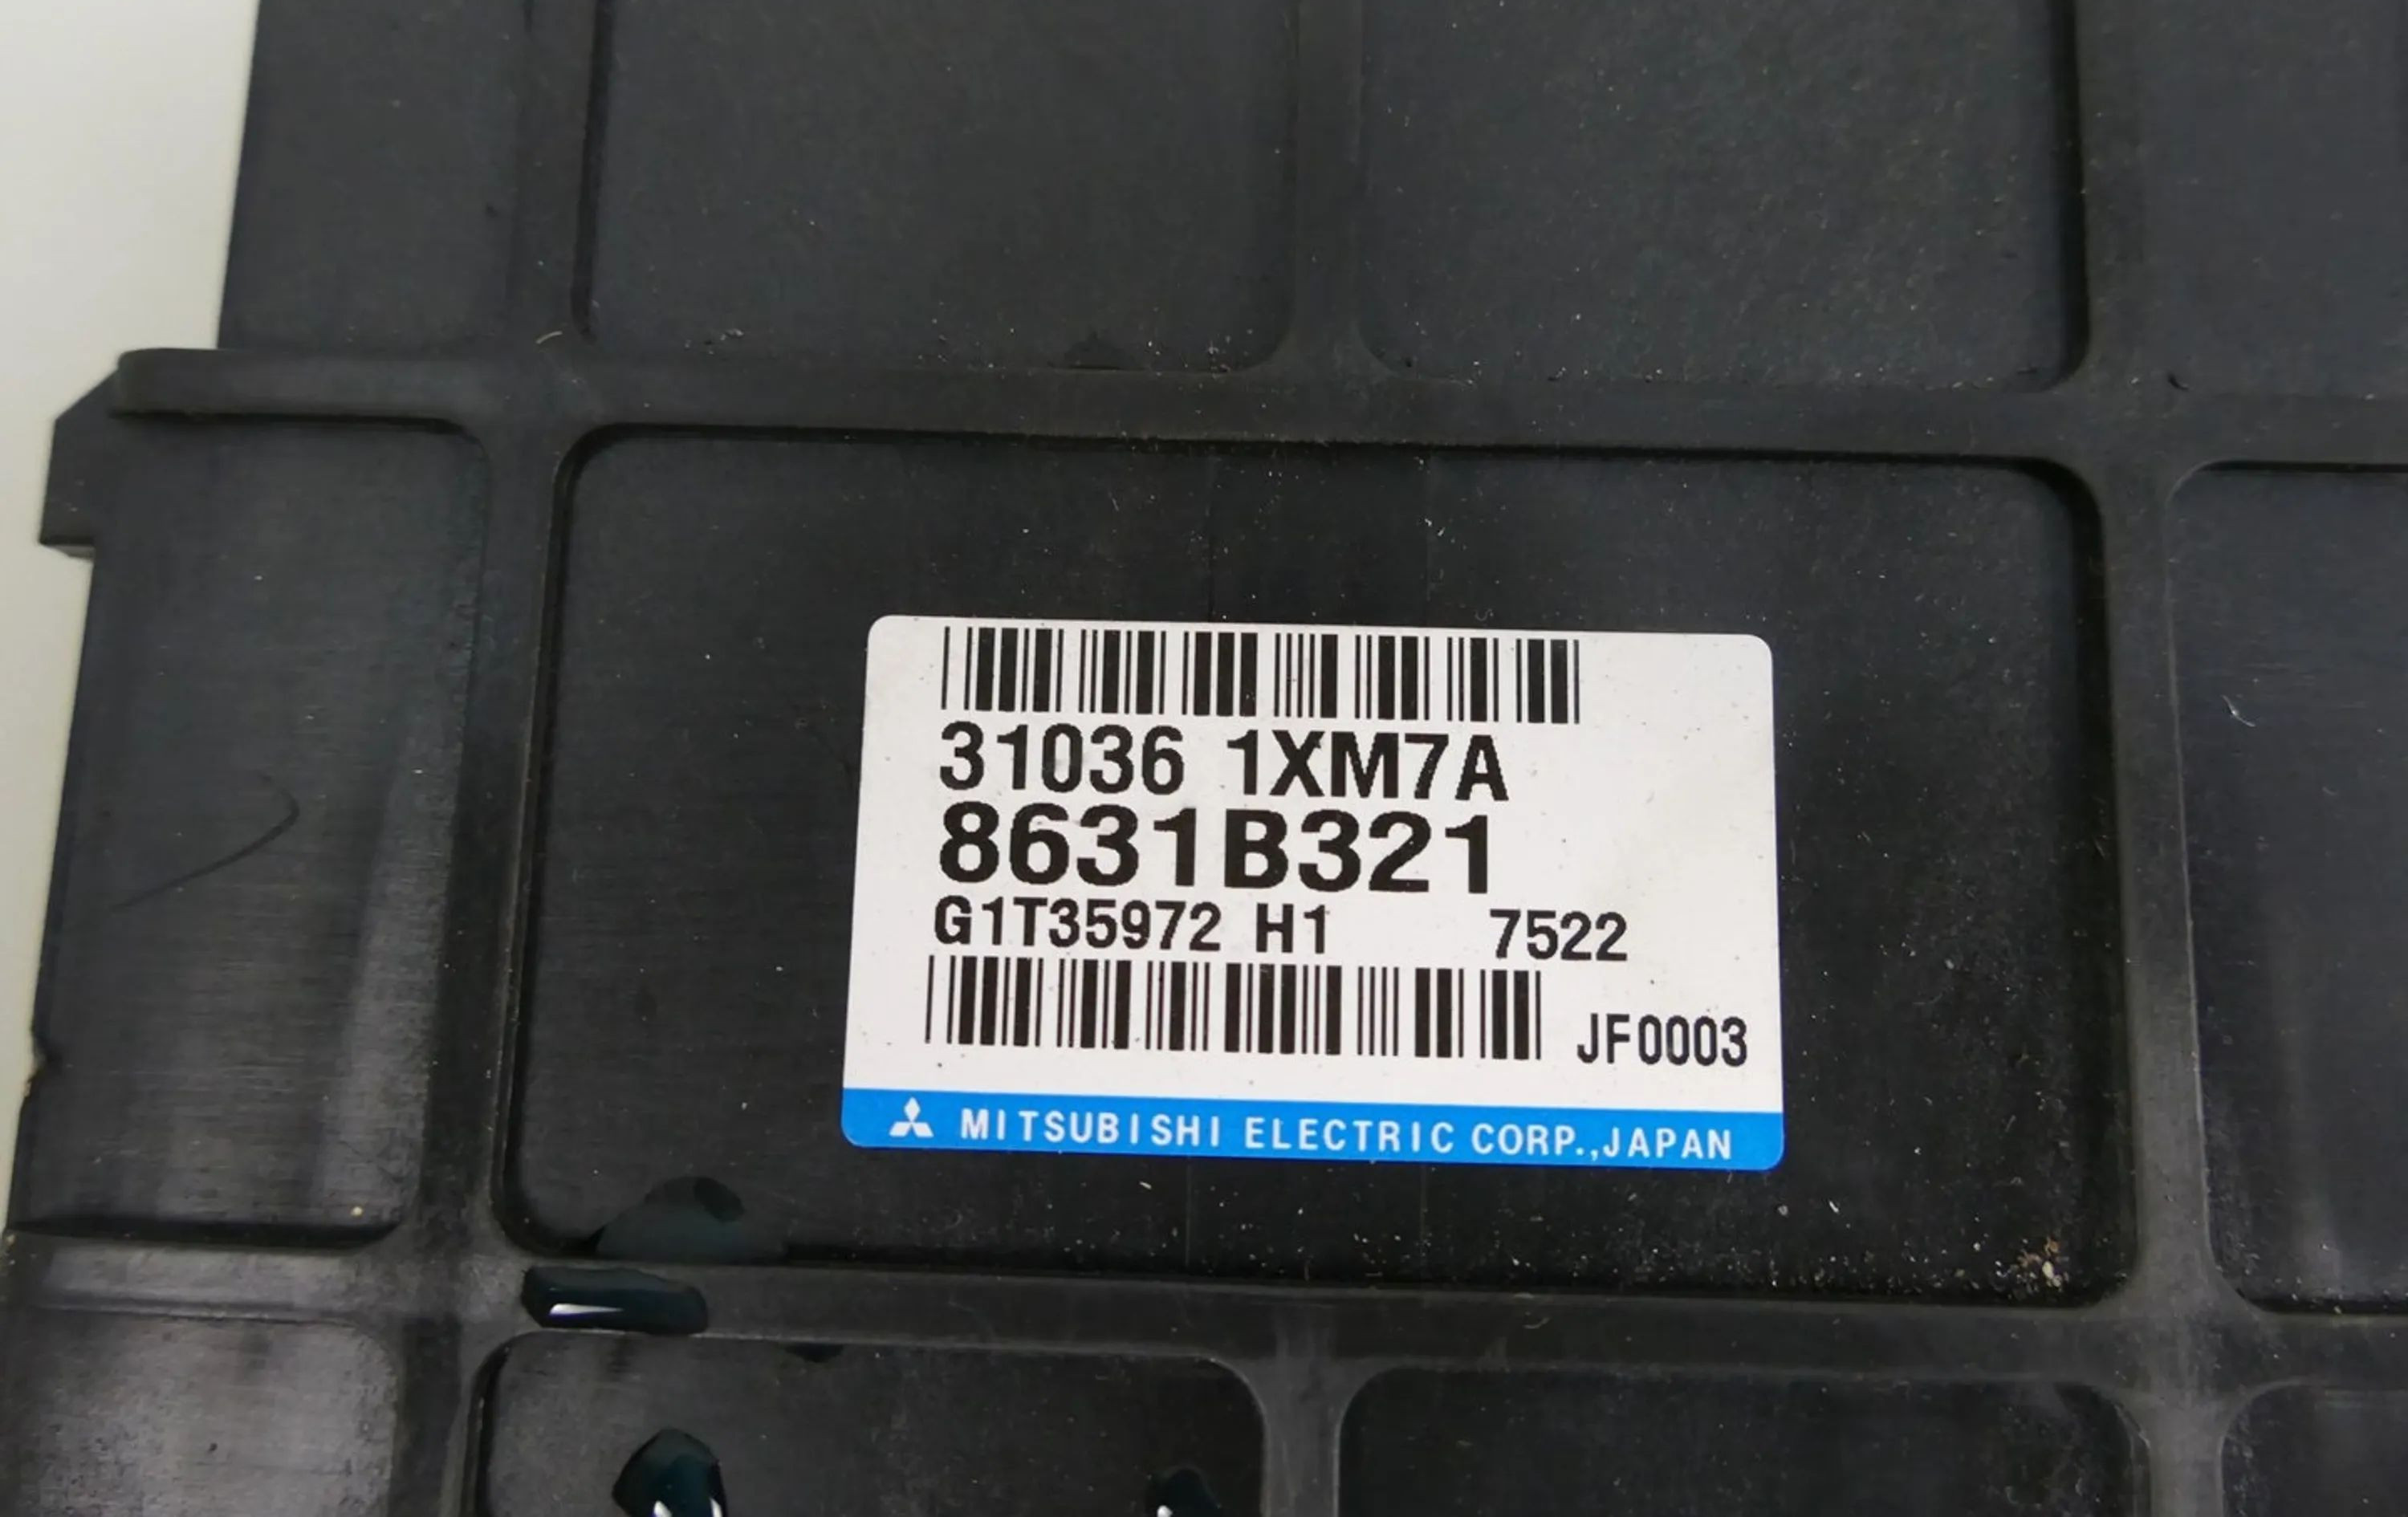 31036 1XM7A
8631B321
G1T35972 H1 7522
JF0003
MITSUBISHI ELECTRIC CORP.,JAPAN